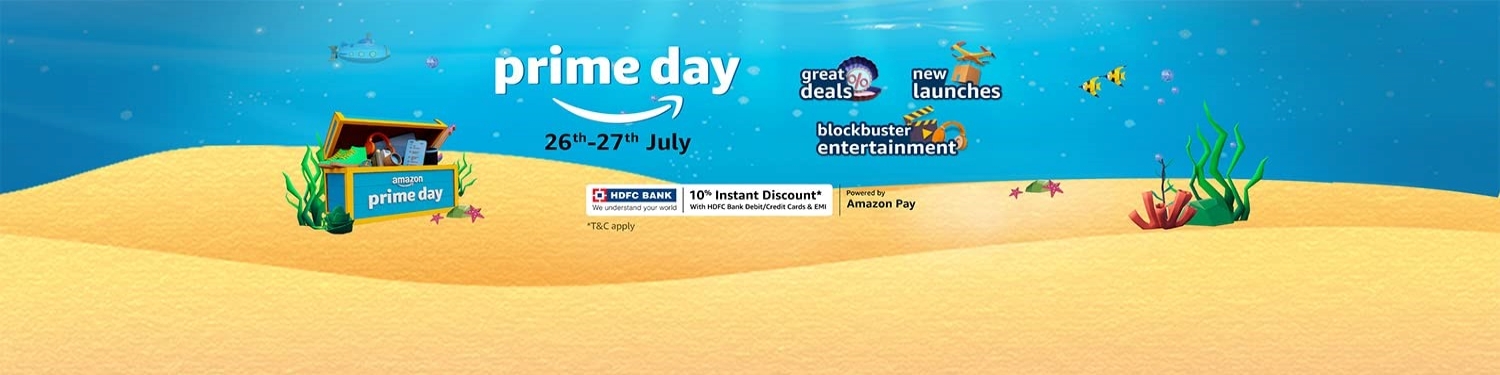 prime day
26th-27th July
great
deals
%
new
launches
blockbuster
entertainment
amazon
prime day
HDFC BANK
We understand your world
10% Instant Discount*
With HDFC Bank Debit/Credit Cards & EMI
Powered by
Amazon Pay
*T&C apply